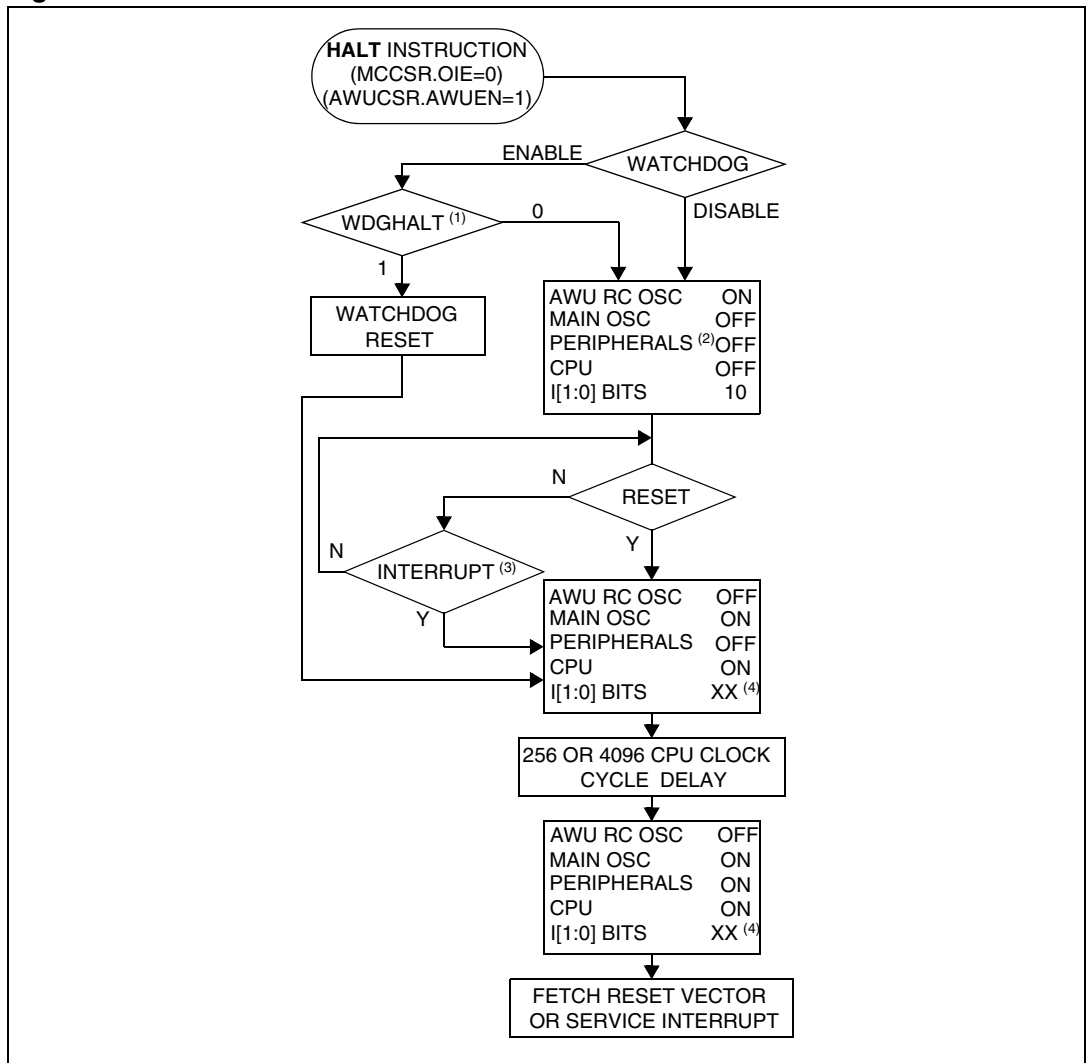 HALT INSTRUCTION
(MCCSR.OIE=0)
(AWUCSR.AWUEN=1)
ENABLE
WATCHDOG
DISABLE
WDGHALT (1)
0
1
WATCHDOG
RESET
AWU RC OSC ON
MAIN OSC OFF
PERIPHERALS (2) OFF
CPU OFF
I[1:0] BITS 10
N
RESET
Y
N
INTERRUPT (3)
Y
AWU RC OSC OFF
MAIN OSC ON
PERIPHERALS OFF
CPU ON
I[1:0] BITS XX (4)
256 OR 4096 CPU CLOCK
CYCLE DELAY
AWU RC OSC OFF
MAIN OSC ON
PERIPHERALS ON
CPU ON
I[1:0] BITS XX (4)
FETCH RESET VECTOR
OR SERVICE INTERRUPT